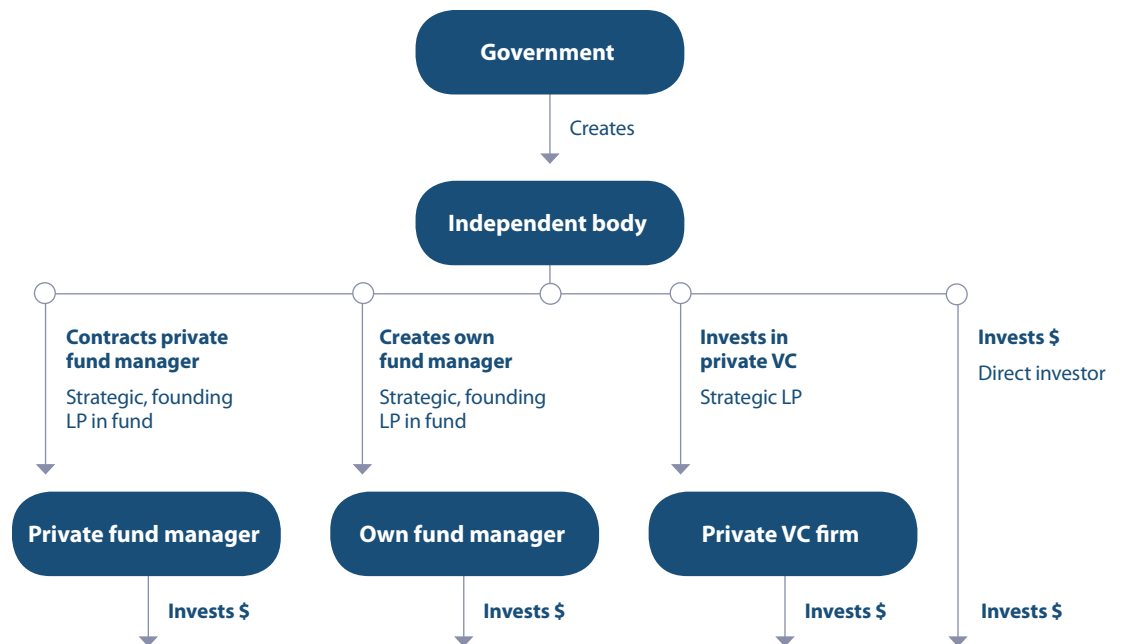 Government
Creates
Independent body
Contracts private
fund manager
Strategic, founding
LP in fund
Creates own
fund manager
Strategic, founding
LP in fund
Invests in
private VC
Strategic LP
Invests $
Direct investor
Private fund manager
Own fund manager
Private VC firm
Invests $
Invests $
Invests $
Invests $